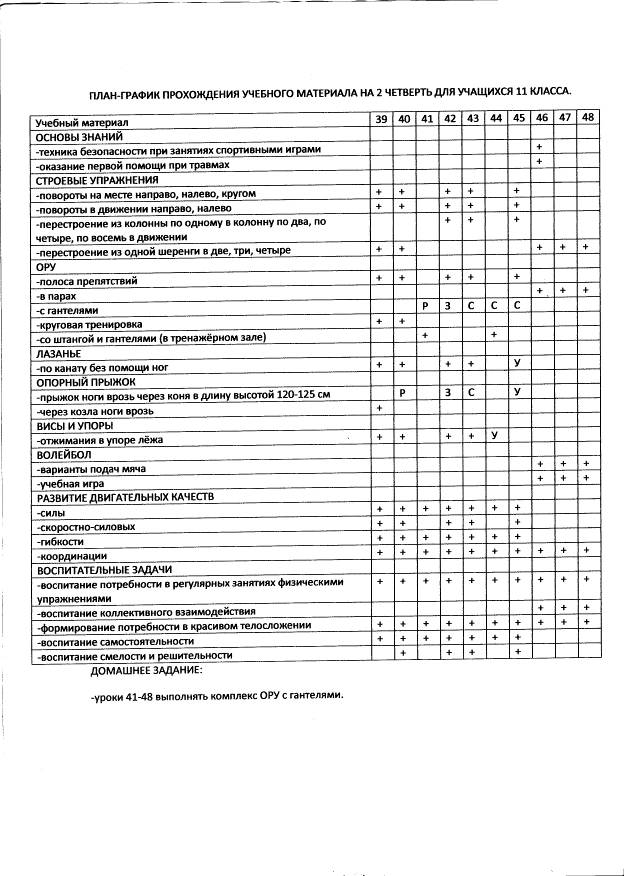 ПЛАН-ГРАФИК ПРОХОЖДЕНИЯ УЧЕБНОГО МАТЕРИАЛА НА 2 ЧЕТВЕРТЬ ДЛЯ УЧАЩИХСЯ 11 КЛАССА.
Учебный материал 39 40 41 42 43 44 45 46 47 48
ОСНОВЫ ЗНАНИЙ
-техника безопасности при занятиях спортивными играми +
-оказание первой помощи при травмах +
СТРОЕВЫЕ УПРАЖНЕНИЯ
-повороты на месте направо, налево, кругом + + + + +
-повороты в движении направо, налево + + + + +
-перестроение из колонны по одному в колонну по два, по + + +
четыре, по восемь в движении
-перестроение из одной шеренги в две, три, четыре + + + + +
ОРУ
-полоса препятствий + + + + +
-в парах + + +
-с гантелями Р З С С С
-круговая тренировка + +
-со штангой и гантелями (в тренажёрном зале) + +
ЛАЗАНЬЕ
-по канату без помощи ног + + + + У
ОПОРНЫЙ ПРЫЖОК
-прыжок ноги врозь через коня в длину высотой 120-125 см Р З С У
-через козла ноги врозь +
ВИСЫ И УПОРЫ
-отжимания в упоре лёжа + + + + У
ВОЛЕЙБОЛ
-варианты подач мяча + + +
-учебная игра + + +
РАЗВИТИЕ ДВИГАТЕЛЬНЫХ КАЧЕСТВ
-силы + + + + + + +
-скоростно-силовых + + + + +
-гибкости + + + + + + +
-координации + + + + + + + + + +
ВОСПИТАТЕЛЬНЫЕ ЗАДАЧИ
-воспитание потребности в регулярных занятиях физическими + + + + + + + + + +
упражнениями
-воспитание коллективного взаимодействия + + +
-формирование потребности в красивом телосложении + + + + + + + + + +
-воспитание самостоятельности + + + + + + +
-воспитание смелости и решительности + + + +
ДОМАШНЕЕ ЗАДАНИЕ:
-уроки 41-48 выполнять комплекс ОРУ с гантелями.